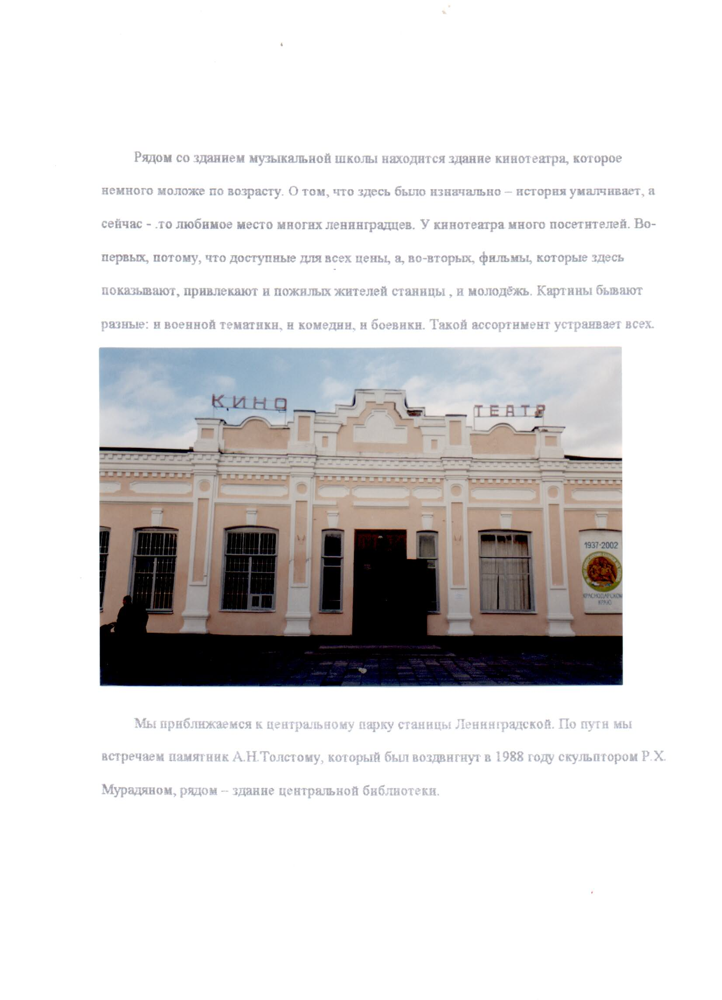 Рядом со зданием музыкальной школы находится здание кинотеатра, которое
немного моложе по возрасту. О том, что здесь было изначально – история умалчивает, а
сейчас - .то любимое место многих ленинградцев. У кинотеатра много посетителей. Во-
первых, потому, что доступные для всех цены, а, во-вторых, фильмы, которые здесь
показывают, привлекают и пожилых жителей станицы , и молодёжь. Картины бывают
разные: и военной тематики, и комедии, и боевики. Такой ассортимент устраивает всех.
КИНО
ТЕАТР
1937-2002
КРАСНОДАРСКОМ
КРАЮ
Мы приближаемся к центральному парку станицы Ленинградской. По пути мы
встречаем памятник А.Н.Толстому, который был воздвигнут в 1988 году скульптором Р.Х.
Мурадяном, рядом – здание центральной библиотеки.